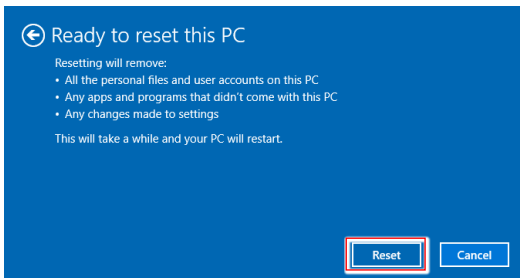 Ready to reset this PC
Resetting will remove:
• All the personal files and user accounts on this PC
• Any apps and programs that didn't come with this PC
• Any changes made to settings
This will take a while and your PC will restart.
Reset
Cancel